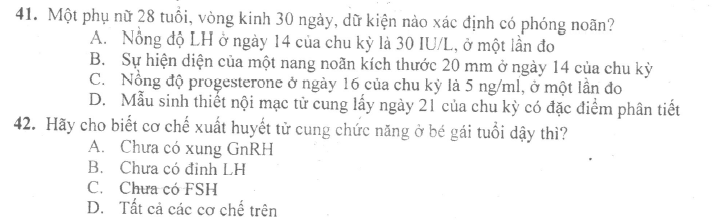 41. Một phụ nữ 28 tuổi, vòng kinh 30 ngày, dữ kiện nào xác định có phóng noãn?
A. Nồng độ LH ở ngày 14 của chu kỳ là 30 IU/L, ở một lần đo
B. Sự hiện diện của một nang noãn kích thước 20 mm ở ngày 14 của chu kỳ
C. Nồng độ progesterone ở ngày 16 của chu kỳ là 5 ng/ml, ở một lần đo
D. Mẫu sinh thiết nội mạc tử cung lấy ngày 21 của chu kỳ có đặc điểm phân tiết
42. Hãy cho biết cơ chế xuất huyết tử cung chức năng ở bé gái tuổi dậy thì?
A. Chưa có xung GnRH
B. Chưa có đỉnh LH
C. Chưa có FSH
D. Tất cả các cơ chế trên